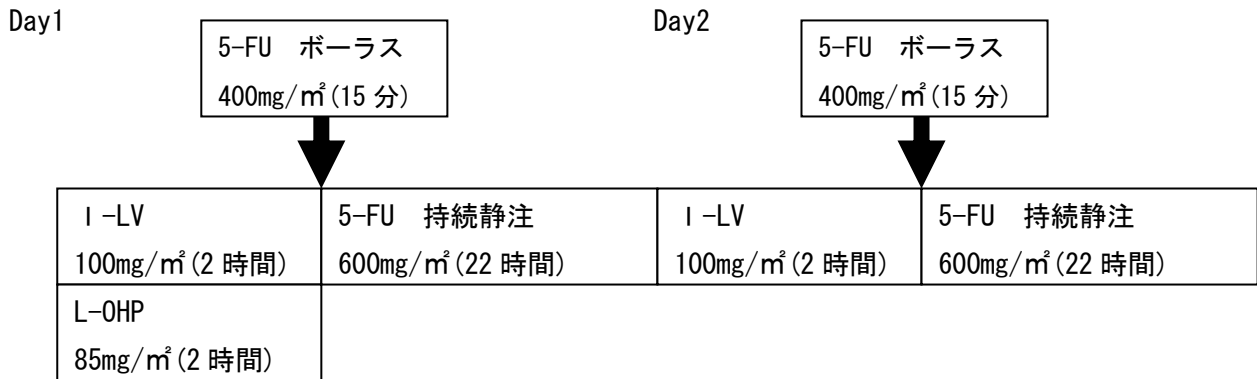 Day1
5-FU ボーラス
400mg/㎡(15 分)
Day2
5-FU ボーラス
400mg/㎡(15 分)
l-LV
100mg/㎡(2 時間)
5-FU 持続静注
600mg/㎡(22 時間)
l-LV
100mg/㎡(2 時間)
5-FU 持続静注
600mg/㎡(22 時間)
L-OHP
85mg/㎡(2 時間)